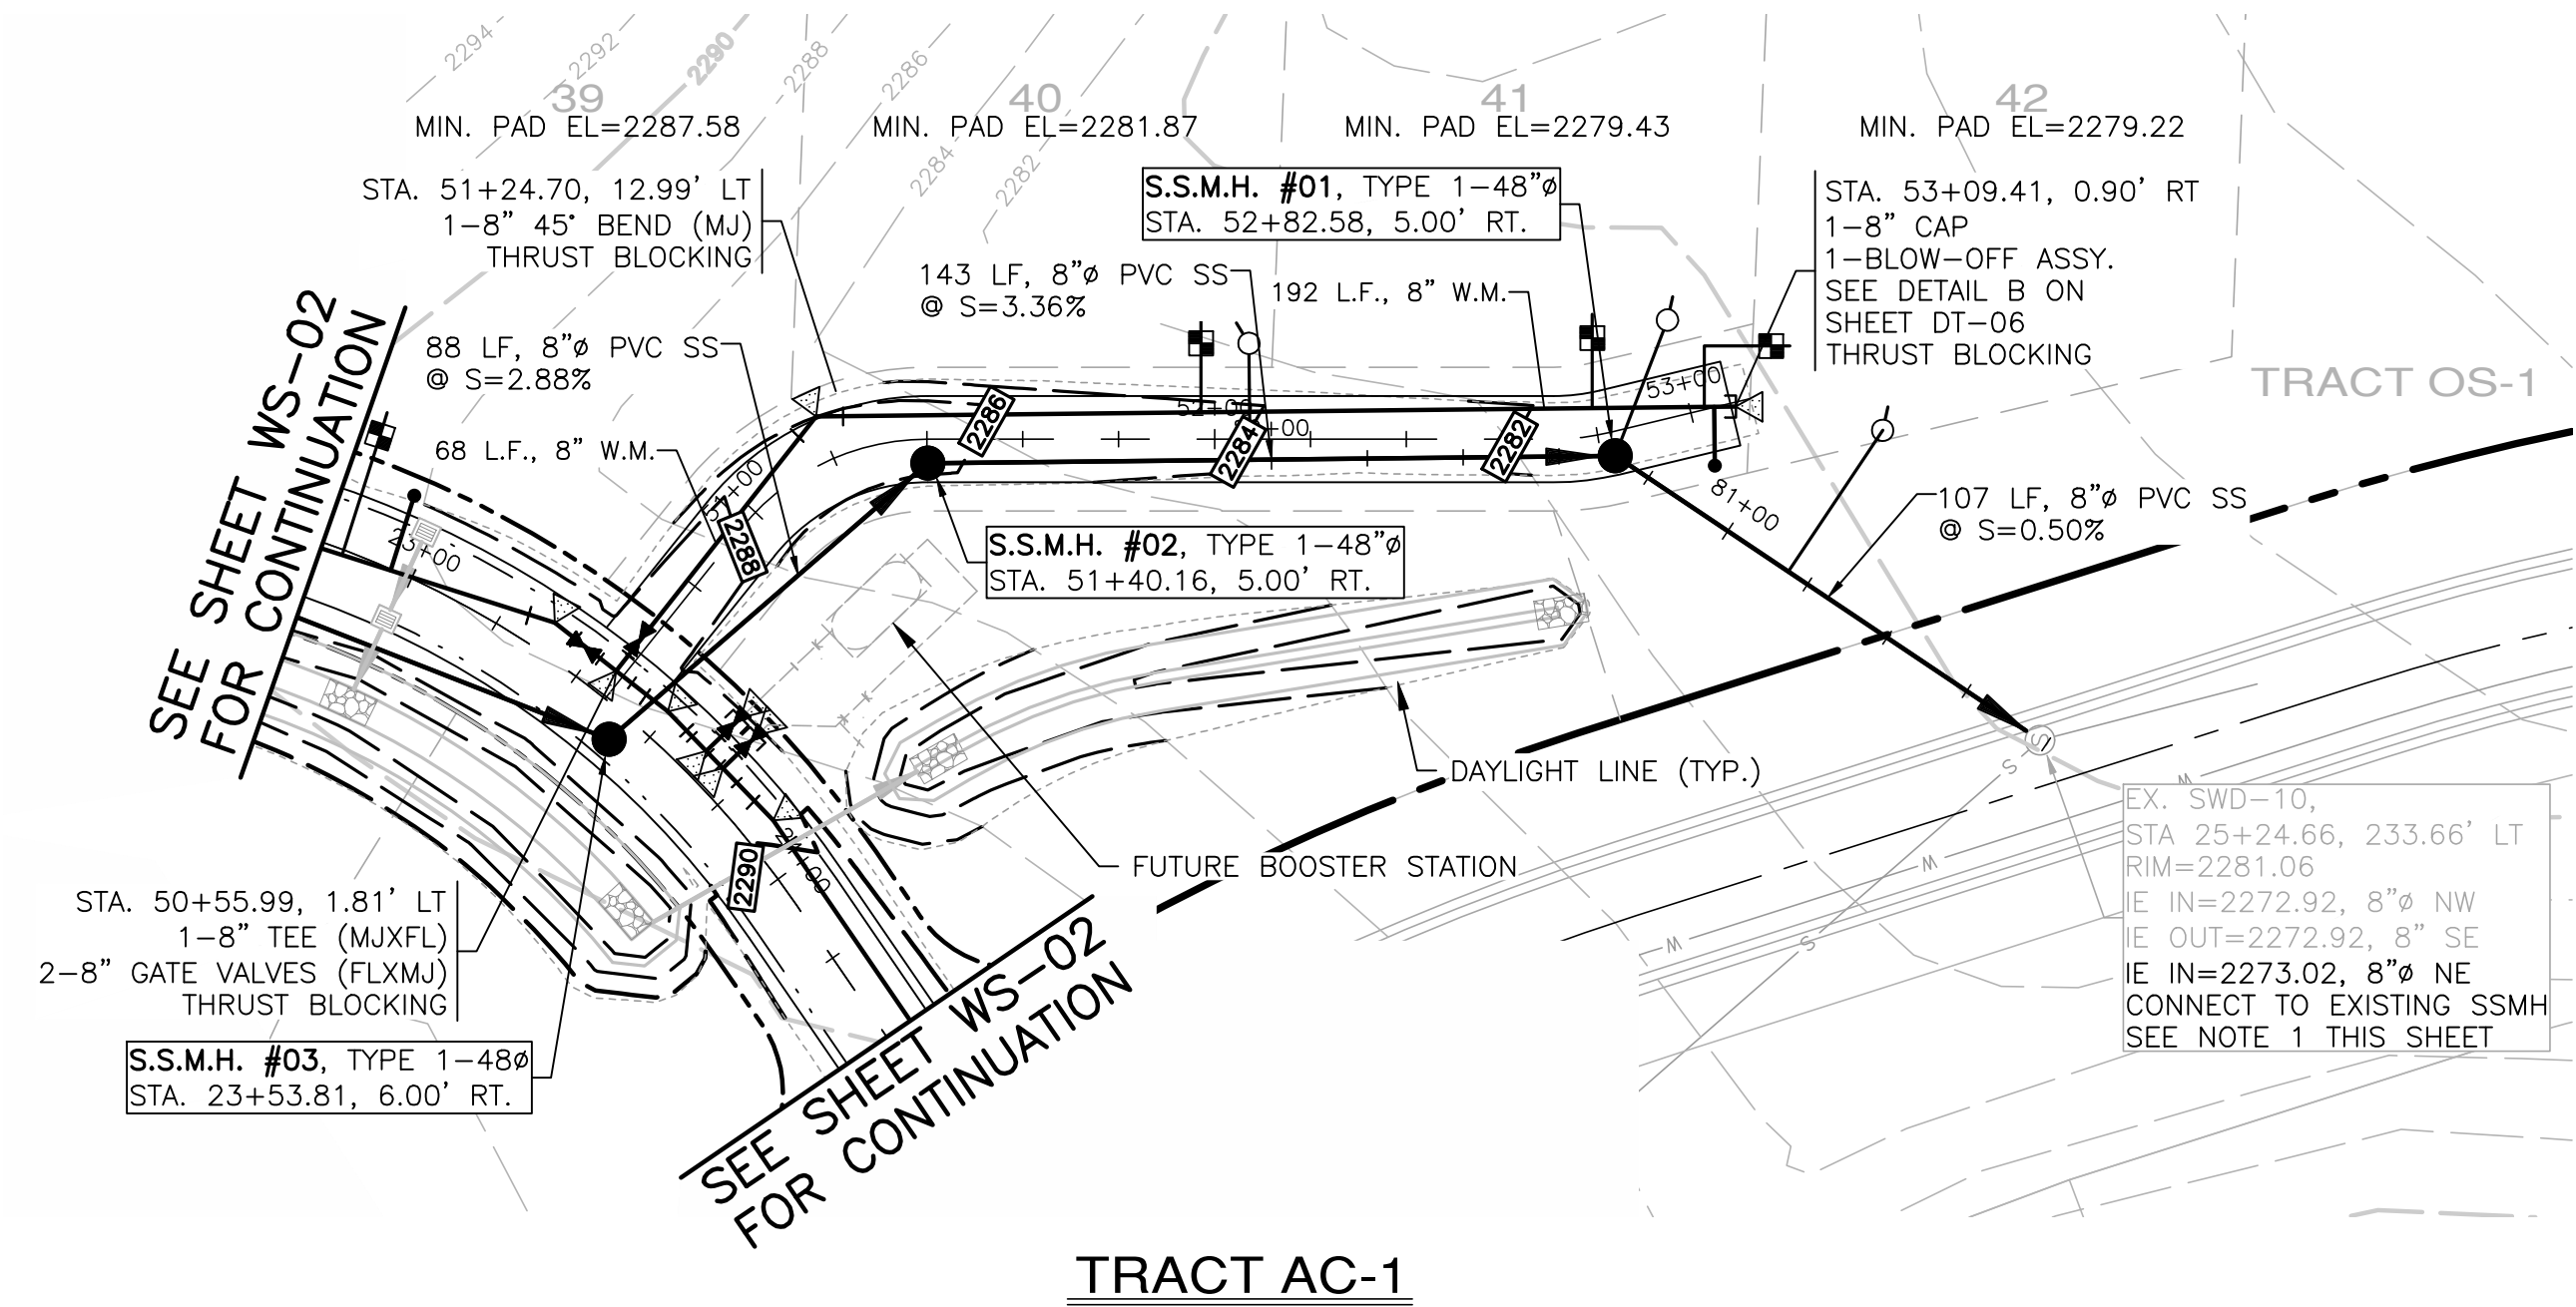 2294
2292
2290
2288
2286
2284
2282
39
MIN. PAD EL=2287.58
40
MIN. PAD EL=2281.87
41
MIN. PAD EL=2279.43
42
MIN. PAD EL=2279.22
STA. 51+24.70, 12.99' LT
1-8" 45° BEND (MJ)
THRUST BLOCKING
S.S.M.H. #01, TYPE 1-48"ø
STA. 52+82.58, 5.00' RT.
STA. 53+09.41, 0.90' RT
1-8" CAP
1-BLOW-OFF ASSY.
SEE DETAIL B ON
SHEET DT-06
THRUST BLOCKING
143 LF, 8"ø PVC SS
@ S=3.36%
192 L.F., 8" W.M.
88 LF, 8"ø PVC SS
@ S=2.88%
68 L.F., 8" W.M.
SEE SHEET WS-02
FOR CONTINUATION
TRACT OS-1
53+00
52+00
+00
2286
2284
2282
2288
23+00
81+00
107 LF, 8"ø PVC SS
@ S=0.50%
S.S.M.H. #02, TYPE 1-48"ø
STA. 51+40.16, 5.00' RT.
DAYLIGHT LINE (TYP.)
FUTURE BOOSTER STATION
2290
S
S
S
W
W
W
EX. SWD-10,
STA 25+24.66, 233.66' LT
RIM=2281.06
IE IN=2272.92, 8"ø NW
IE OUT=2272.92, 8" SE
IE IN=2273.02, 8"ø NE
CONNECT TO EXISTING SSMH
SEE NOTE 1 THIS SHEET
STA. 50+55.99, 1.81' LT
1-8" TEE (MJXFL)
2-8" GATE VALVES (FLXMJ)
THRUST BLOCKING
S.S.M.H. #03, TYPE 1-48ø
STA. 23+53.81, 6.00' RT.
SEE SHEET WS-02
FOR CONTINUATION
TRACT AC-1